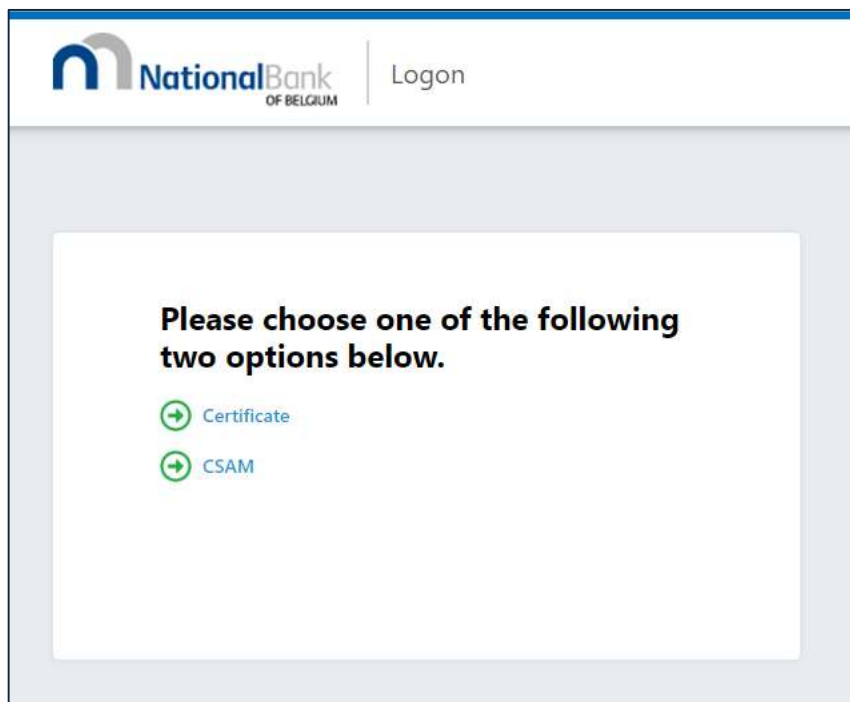 NationalBank
OF BELGIUM
Logon
Please choose one of the following
two options below.
Certificate
CSAM